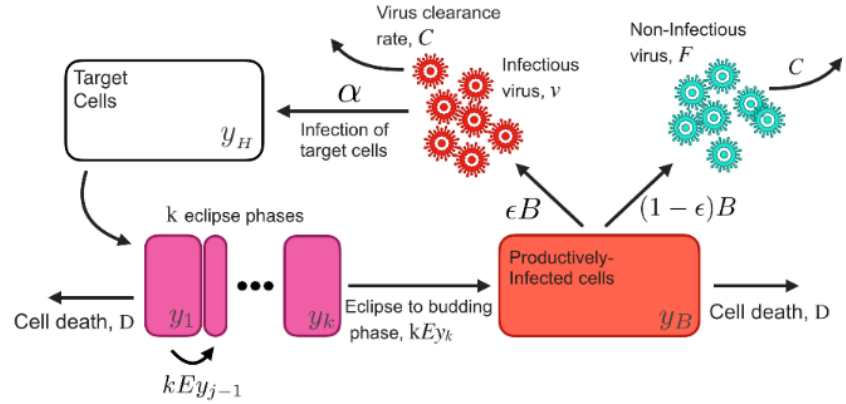 Virus clearance
rate, C
Non-Infectious
virus, F
C
Target
Cells
y_H
α
Infection of
target cells
Infectious
virus, v
k eclipse phases
ϵB
(1 − ϵ)B
Cell death, D
y_1
y_k
kEy_{j−1}
Eclipse to budding
phase, kEy_k
Productively-
Infected cells
y_B
Cell death, D